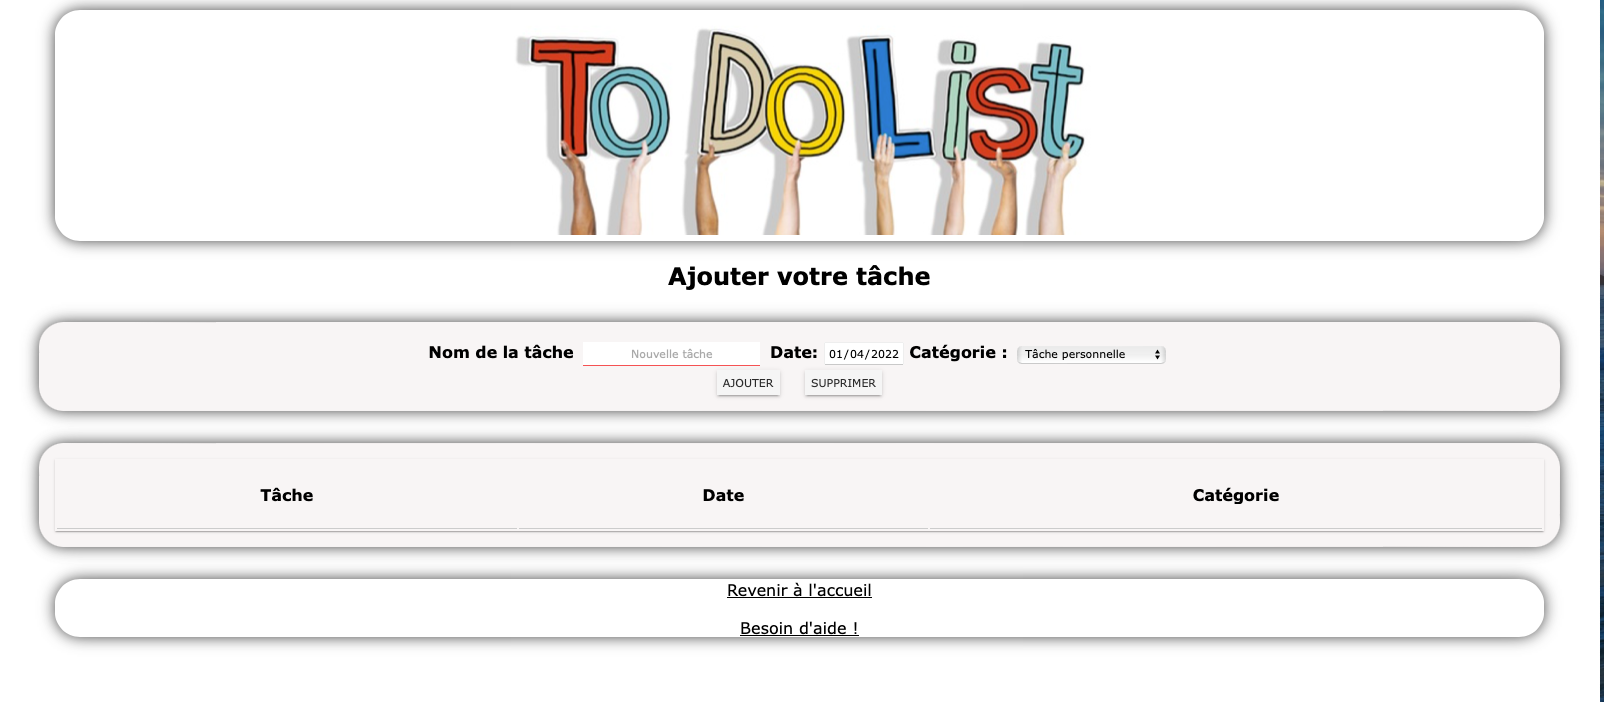 To Do List
Ajouter votre tâche
Nom de la tâche Nouvelle tâche Date: 01/04/2022 Catégorie : Tâche personnelle
AJOUTER SUPPRIMER
Tâche Date Catégorie
Revenir à l'accueil
Besoin d'aide !